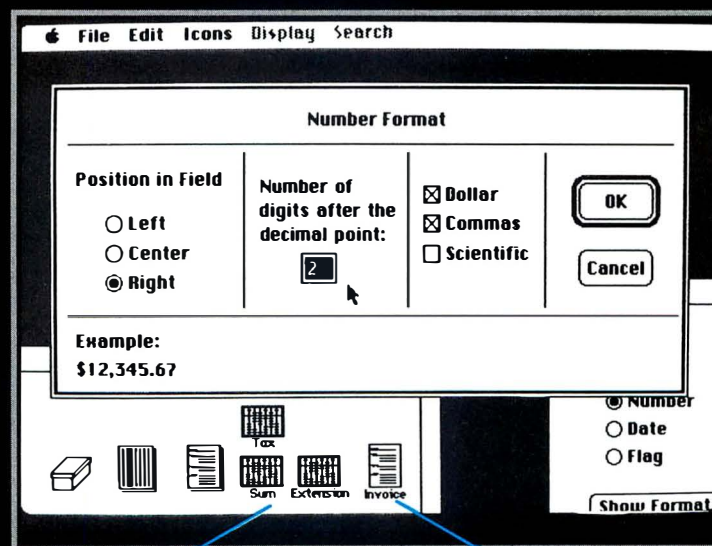 File Edit Icons Display Search
Number Format
Position in Field
Left
Center
Right
Number of
digits after the
decimal point:
2
Dollar
Commas
Scientific
OK
Cancel
Example:
$12,345.67
Number
Date
Flag
Show Format
Tax
Sum Extension Invoice